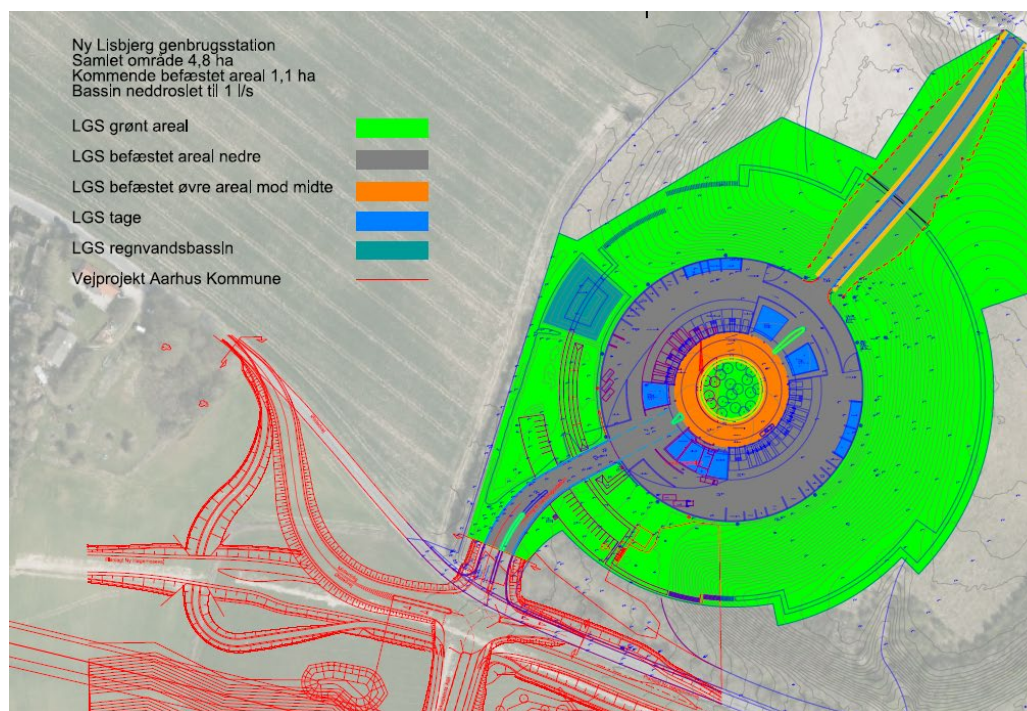 Ny Lisbjerg genbrugsstation
Samlet område 4,8 ha
Kommende befæstet areal 1,1 ha
Bassin neddroslet til 1 l/s
LGS grønt areal
LGS befæstet areal nedre
LGS befæstet øvre areal mod midte
LGS tage
LGS regnvandsbassin
Vejprojekt Aarhus Kommune